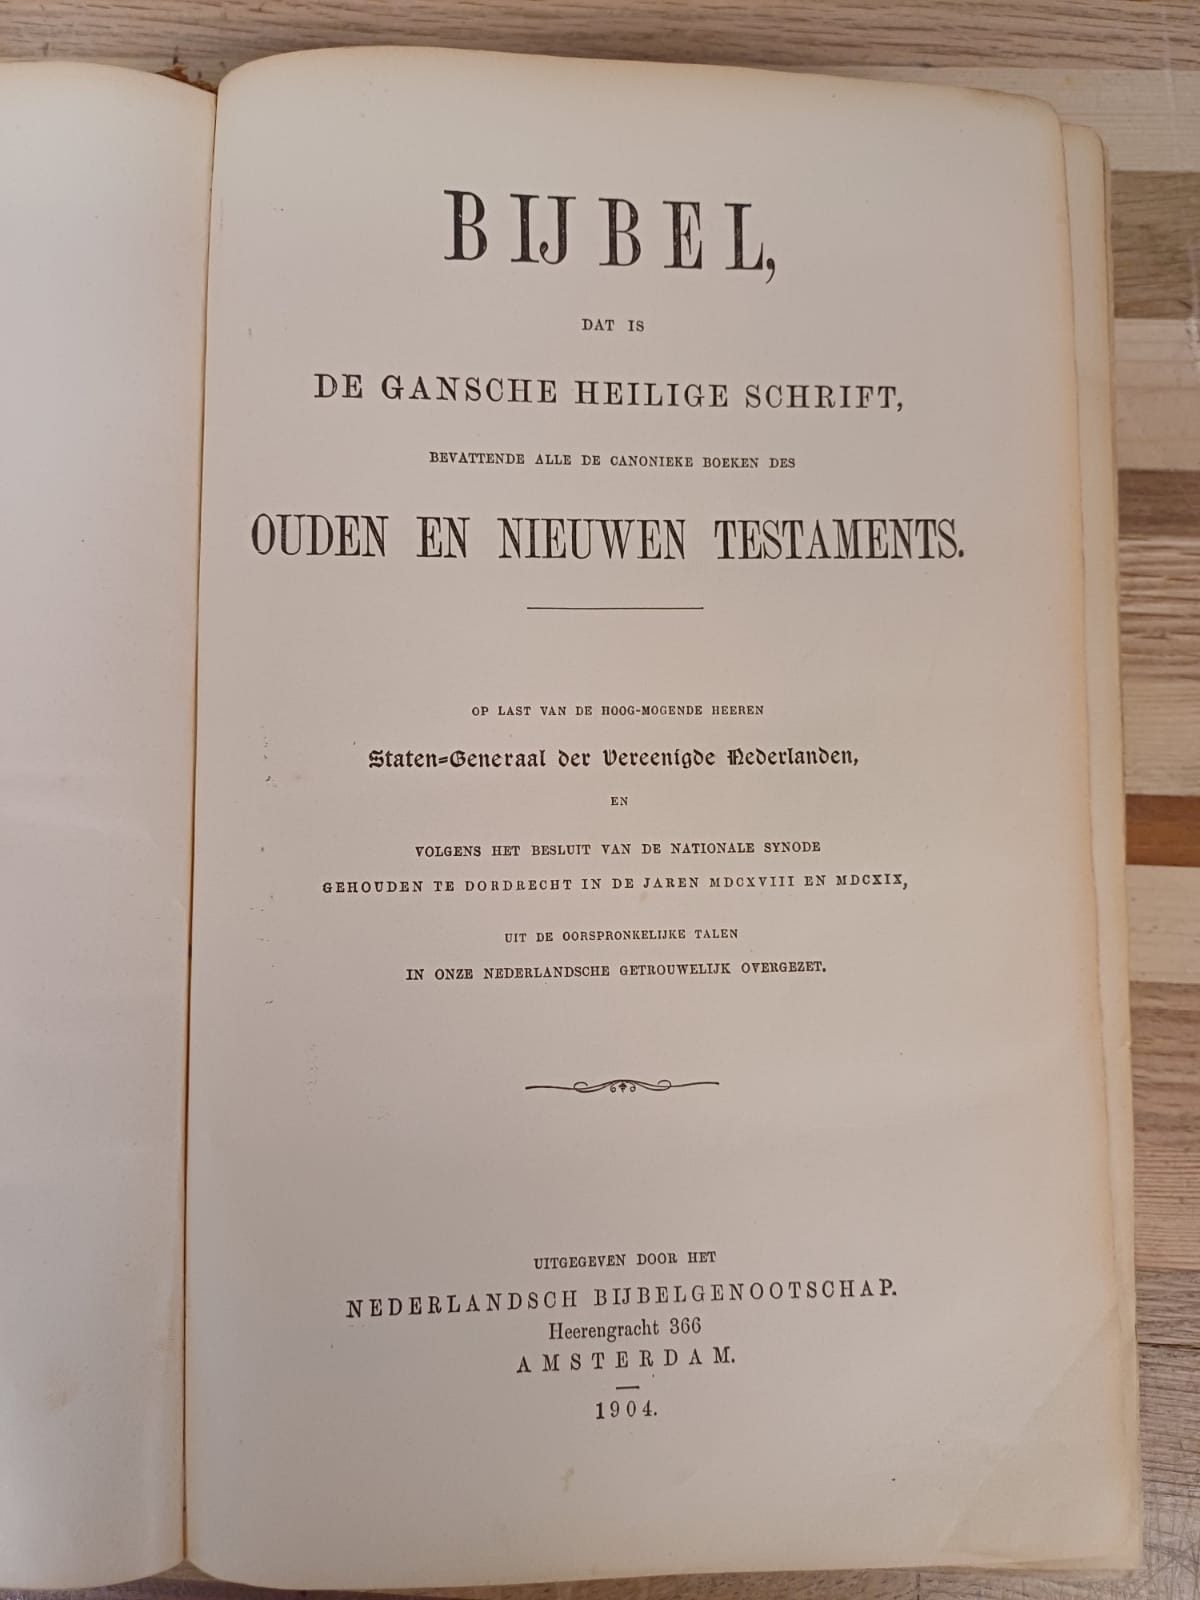 BIJBEL,
DAT IS
DE GANSCHE HEILIGE SCHRIFT,
BEVATTENDE ALLE DE CANONIEKE BOEKEN DES
OUDEN EN NIEUWEN TESTAMENTS.
OP LAST VAN DE HOOG-MOGENDE HEEREN
Staten-Generaal der Vereenigde Nederlanden,
EN
VOLGENS HET BESLUIT VAN DE NATIONALE SYNODE
GEHOUDEN TE DORDRECHT IN DE JAREN MDCXVIII EN MDCXIX,
UIT DE OORSPRONKELIJKE TALEN
IN ONZE NEDERLANDSCHE GETROUWELIJK OVERGEZET.
UITGEGEVEN DOOR HET
NEDERLANDSCH BIJBELGENOOTSCHAP.
Heerengracht 366
AMSTERDAM.
1904.